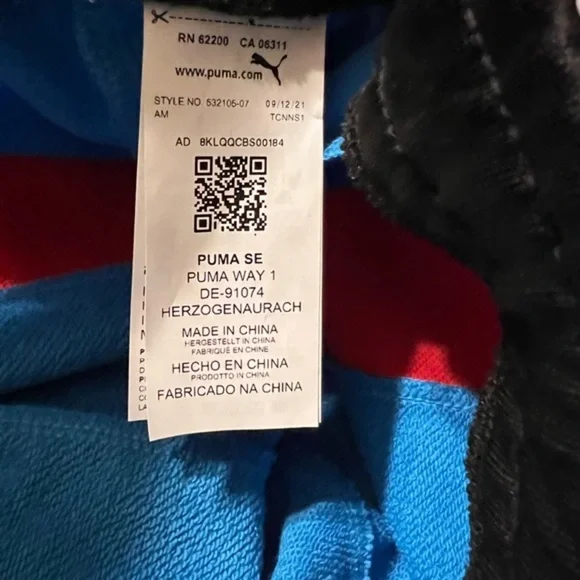 RN 62200 CA 06311
www.puma.com
STYLE NO 532106-07 09/12/21
AM TCNNS1
AD 8KLQQCBS00184
PUMA SE
PUMA WAY 1
DE-91074
HERZOGENAURACH
MADE IN CHINA
HERGESTELLT IN CHINA
FABRIQUÉ EN CHINE
HECHO EN CHINA
PRODOTTO IN CHINA
FABRICADO NA CHINA